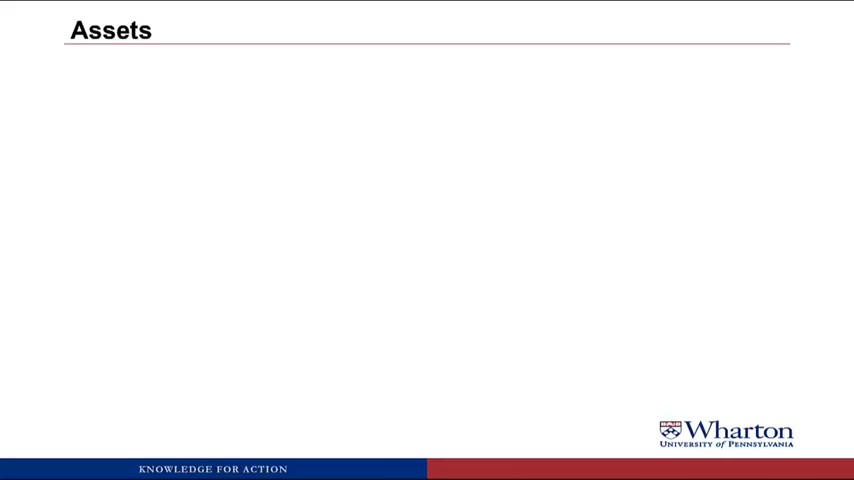 Assets
Wharton
UNIVERSITY of PENNSYLVANIA
KNOWLEDGE FOR ACTION